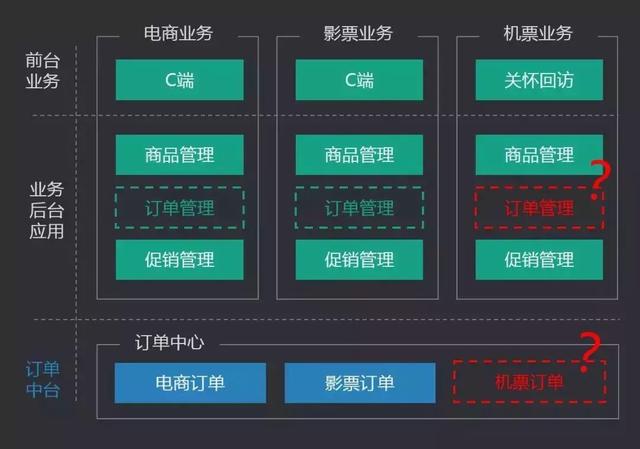 电商业务
影票业务
机票业务
前台
业务
C端
C端
关怀回访
业务
后台
应用
商品管理
商品管理
商品管理
?
订单管理
订单管理
订单管理
促销管理
促销管理
促销管理
订单
中台
订单中心
?
电商订单
影票订单
机票订单